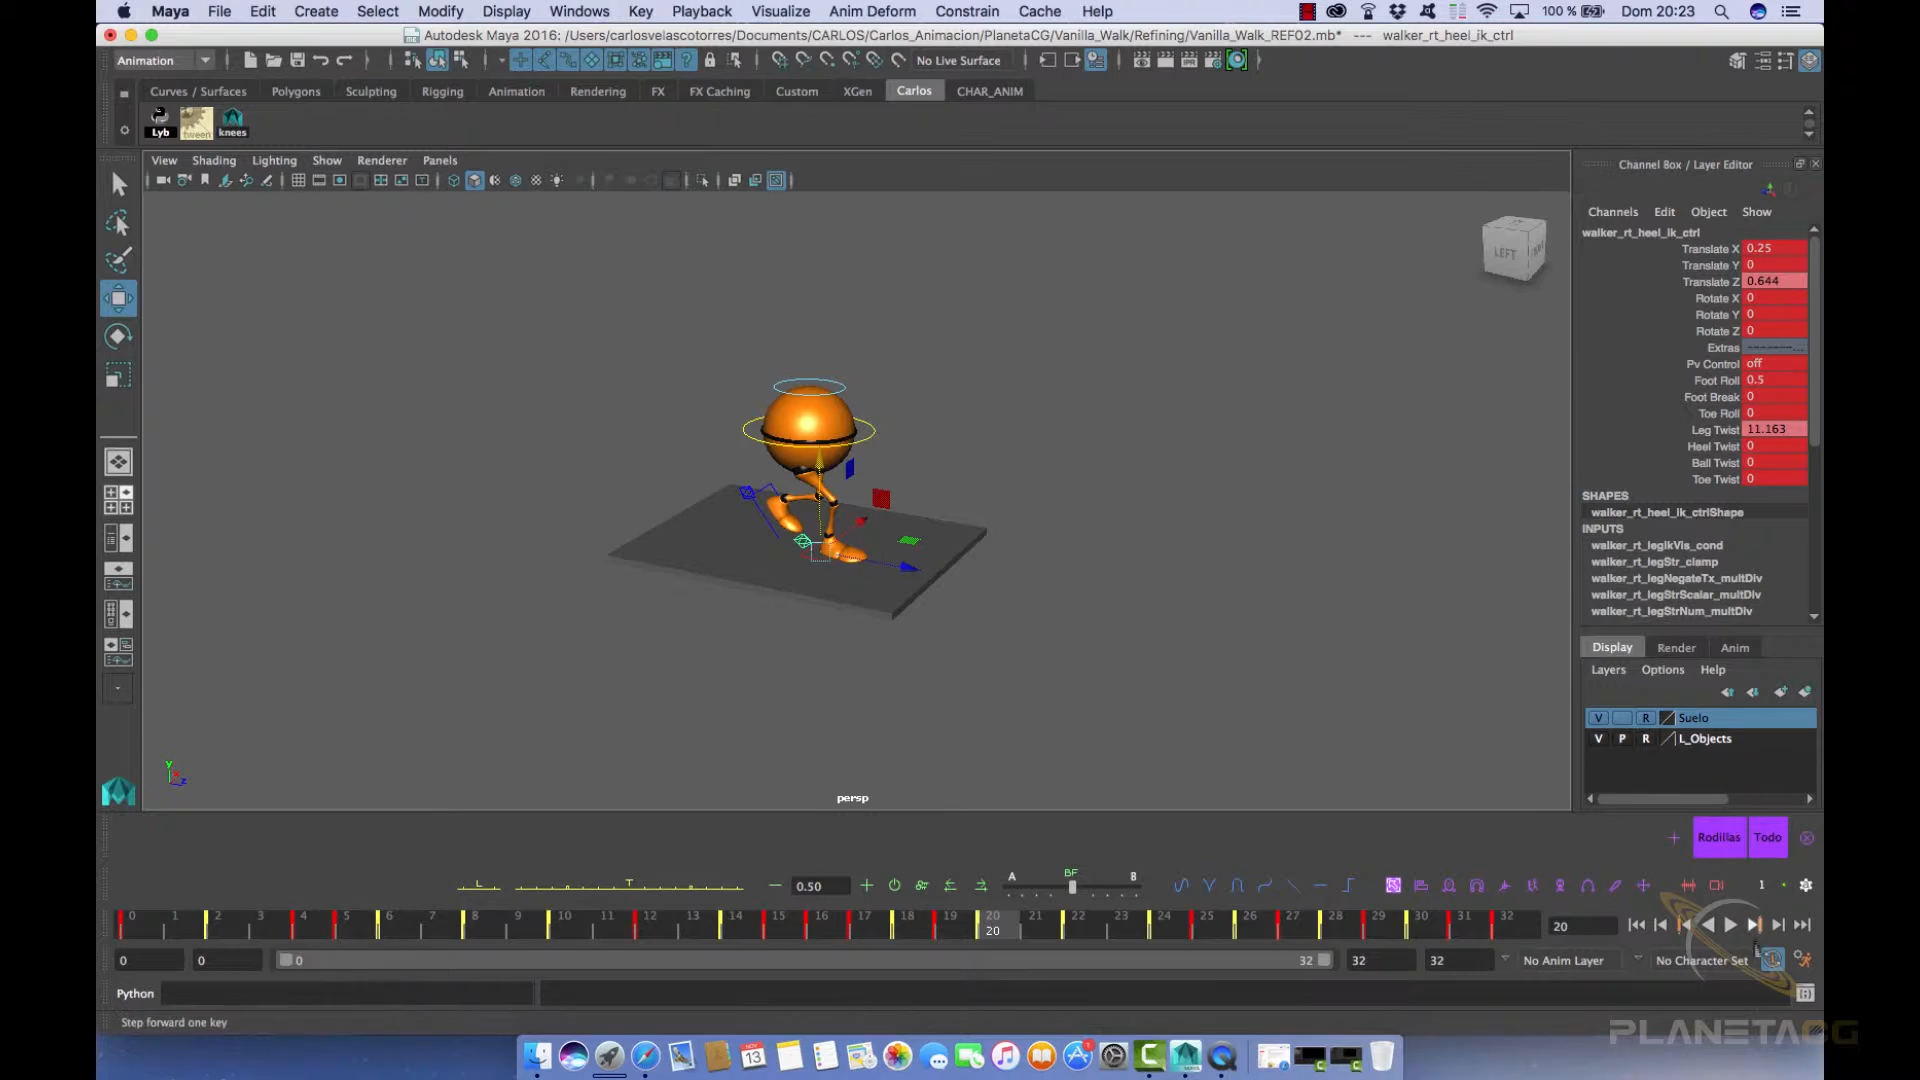 Maya File Edit Create Select Modify Display Windows Key Playback Visualize Anim Deform Constrain Cache Help 100 % Dom 20:23
Autodesk Maya 2016: /Users/carlosvelascotorres/Documents/CARLOS/Carlos_Animacion/PlanetaCG/Vanilla_Walk/Refining/Vanilla_Walk_REF02.mb* --- walker_rt_heel_ik_ctrl
Animation No Live Surface
Curves / Surfaces Polygons Sculpting Rigging Animation Rendering FX FX Caching Custom XGen Carlos CHAR_ANIM
Lyb tween knees
View Shading Lighting Show Renderer Panels
Channel Box / Layer Editor
Channels Edit Object Show
walker_rt_heel_ik_ctrl
Translate X 0.25
Translate Y 0
Translate Z 0.644
Rotate X 0
Rotate Y 0
Rotate Z 0
Extras
Pv Control off
Foot Roll 0.5
Foot Break 0
Toe Roll 0
Leg Twist 11.163
Heel Twist 0
Ball Twist 0
Toe Twist 0
SHAPES
walker_rt_heel_ik_ctrlShape
INPUTS
walker_rt_legIkVis_cond
walker_rt_legStr_clamp
walker_rt_legNegateTx_multDiv
walker_rt_legStrScalar_multDiv
walker_rt_legStrNum_multDiv
LEFT
Display Render Anim
Layers Options Help
V R Suelo
V P R L_Objects
y z
persp
Rodillas Todo
L T 0.50 A BF B 1
0 1 2 3 4 5 6 7 8 9 10 11 12 13 14 15 16 17 18 19 20 21 22 23 24 25 26 27 28 29 30 31 32
20 20
0 0 0 32 32 32 No Anim Layer No Character Set
Python
Step forward one key
PLANETACG
NOV 13
1